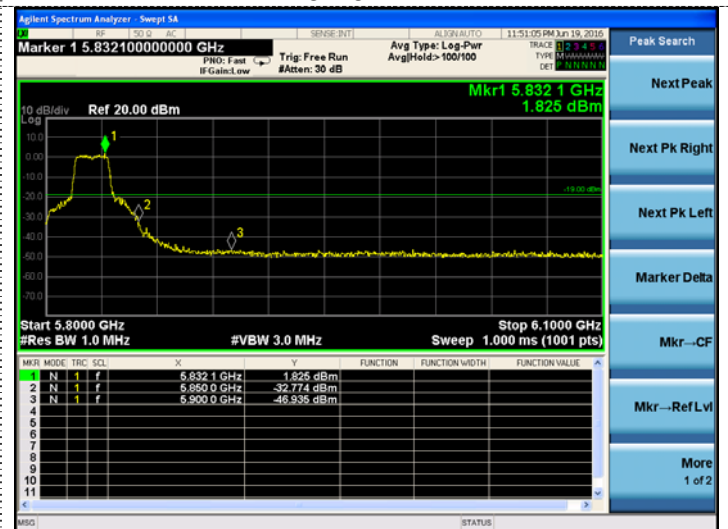 Agilent Spectrum Analyzer - Swept SA
RF 50 Ω AC SENSE:INT ALIGN AUTO 11:51:05 PM Jun 19, 2016
Marker 1 5.832100000000 GHz
PNO: Fast
IFGain:Low
Trig: Free Run
#Atten: 30 dB
Avg Type: Log-Pwr
Avg|Hold:>100/100
TRACE 1 2 3 4 5 6
TYPE M
DET P N N N N N
Peak Search
Next Peak
Next Pk Right
Next Pk Left
Marker Delta
Mkr→CF
Mkr→Ref Lvl
More
1 of 2
Mkr1 5.832 1 GHz
1.825 dBm
10 dB/div Ref 20.00 dBm
Log
10.0
0.00
-10.0
-20.0
-30.0
-40.0
-50.0
-60.0
-70.0
1
2
3
-19.00 dBm
Start 5.8000 GHz Stop 6.1000 GHz
#Res BW 1.0 MHz #VBW 3.0 MHz Sweep 1.000 ms (1001 pts)
MKR MODE TRC SCL X Y FUNCTION FUNCTION WIDTH FUNCTION VALUE
1 N 1 f 5.832 1 GHz 1.825 dBm
2 N 1 f 5.850 0 GHz -32.774 dBm
3 N 1 f 5.900 0 GHz -46.935 dBm
4
5
6
7
8
9
10
11
MSG STATUS